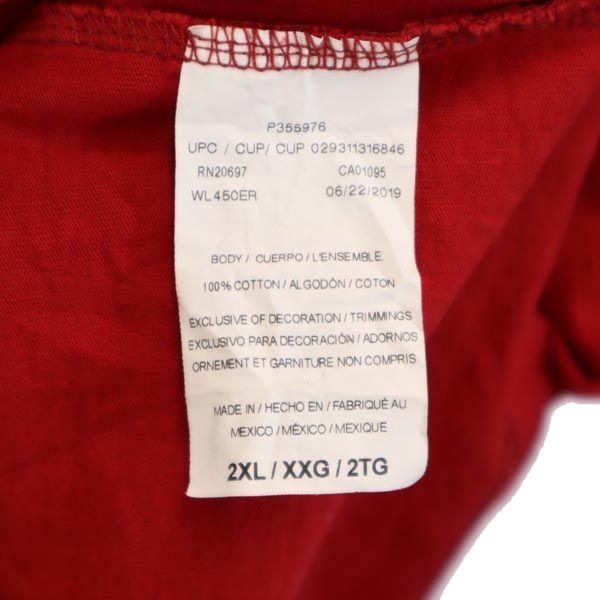 P355976
UPC / CUP/ CUP 029311316846
RN20697 CA01095
WL450ER 06/22/2019
BODY / CUERPO / L'ENSEMBLE:
100% COTTON / ALGODÓN / COTON
EXCLUSIVE OF DECORATION / TRIMMINGS
EXCLUSIVO PARA DECORACIÓN / ADORNOS
ORNEMENT ET GARNITURE NON COMPRIS
MADE IN / HECHO EN / FABRIQUÉ AU
MEXICO / MÉXICO / MEXIQUE
2XL / XXG / 2TG